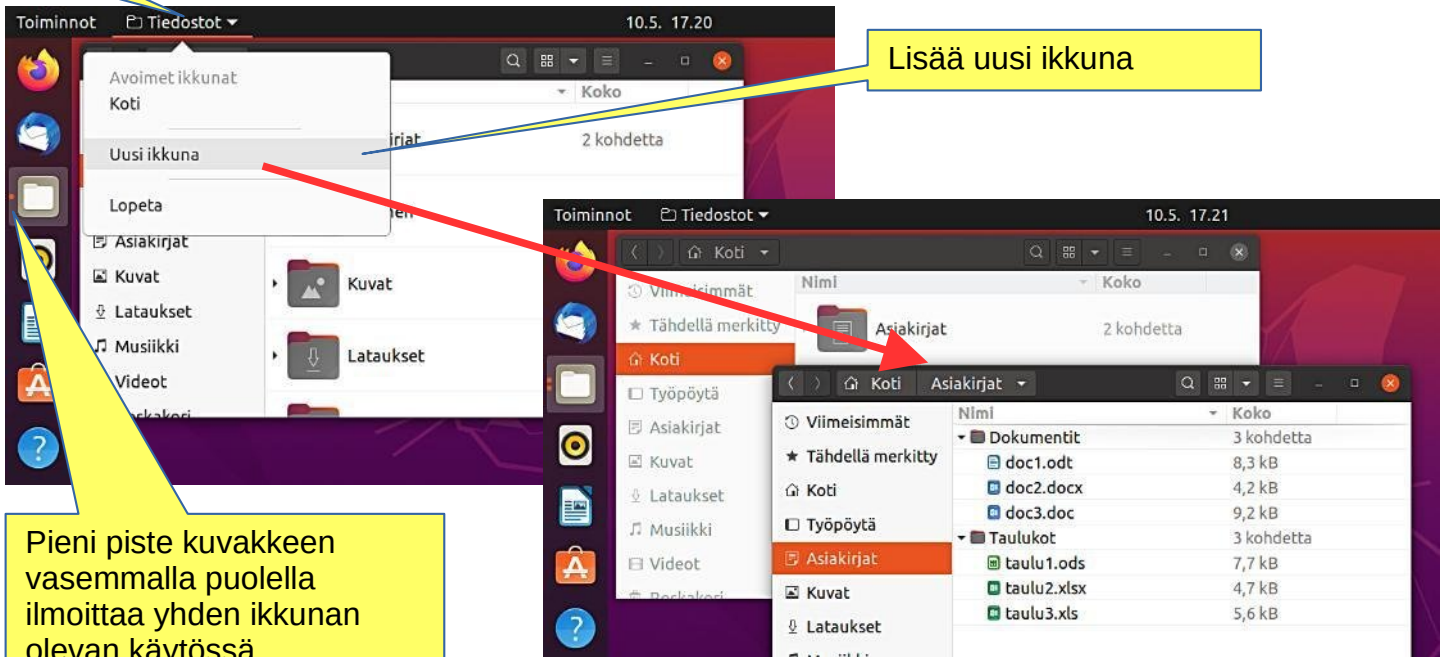 Toiminnot Tiedostot
10.5. 17.20
Avoimet ikkunat
Koti
Uusi ikkuna
Lopeta
Koko
2 kohdetta
Asiakirjat
Kuvat
Lataukset
Musiikki
Videot
Kuvat
Lataukset
Lisää uusi ikkuna
Pieni piste kuvakkeen
vasemmalla puolella
ilmoittaa yhden ikkunan
olevan käytössä
Toiminnot Tiedostot
10.5. 17.21
Koti
Viimeisimmät
Tähdellä merkitty
Koti
Työpöytä
Asiakirjat
Kuvat
Lataukset
Musiikki
Videot
Roskakori
Nimi Koko
Asiakirjat 2 kohdetta
Koti Asiakirjat
Viimeisimmät
Tähdellä merkitty
Koti
Työpöytä
Asiakirjat
Kuvat
Lataukset
Nimi Koko
Dokumentit 3 kohdetta
doc1.odt 8,3 kB
doc2.docx 4,2 kB
doc3.doc 9,2 kB
Taulukot 3 kohdetta
taulu1.ods 7,7 kB
taulu2.xlsx 4,7 kB
taulu3.xls 5,6 kB